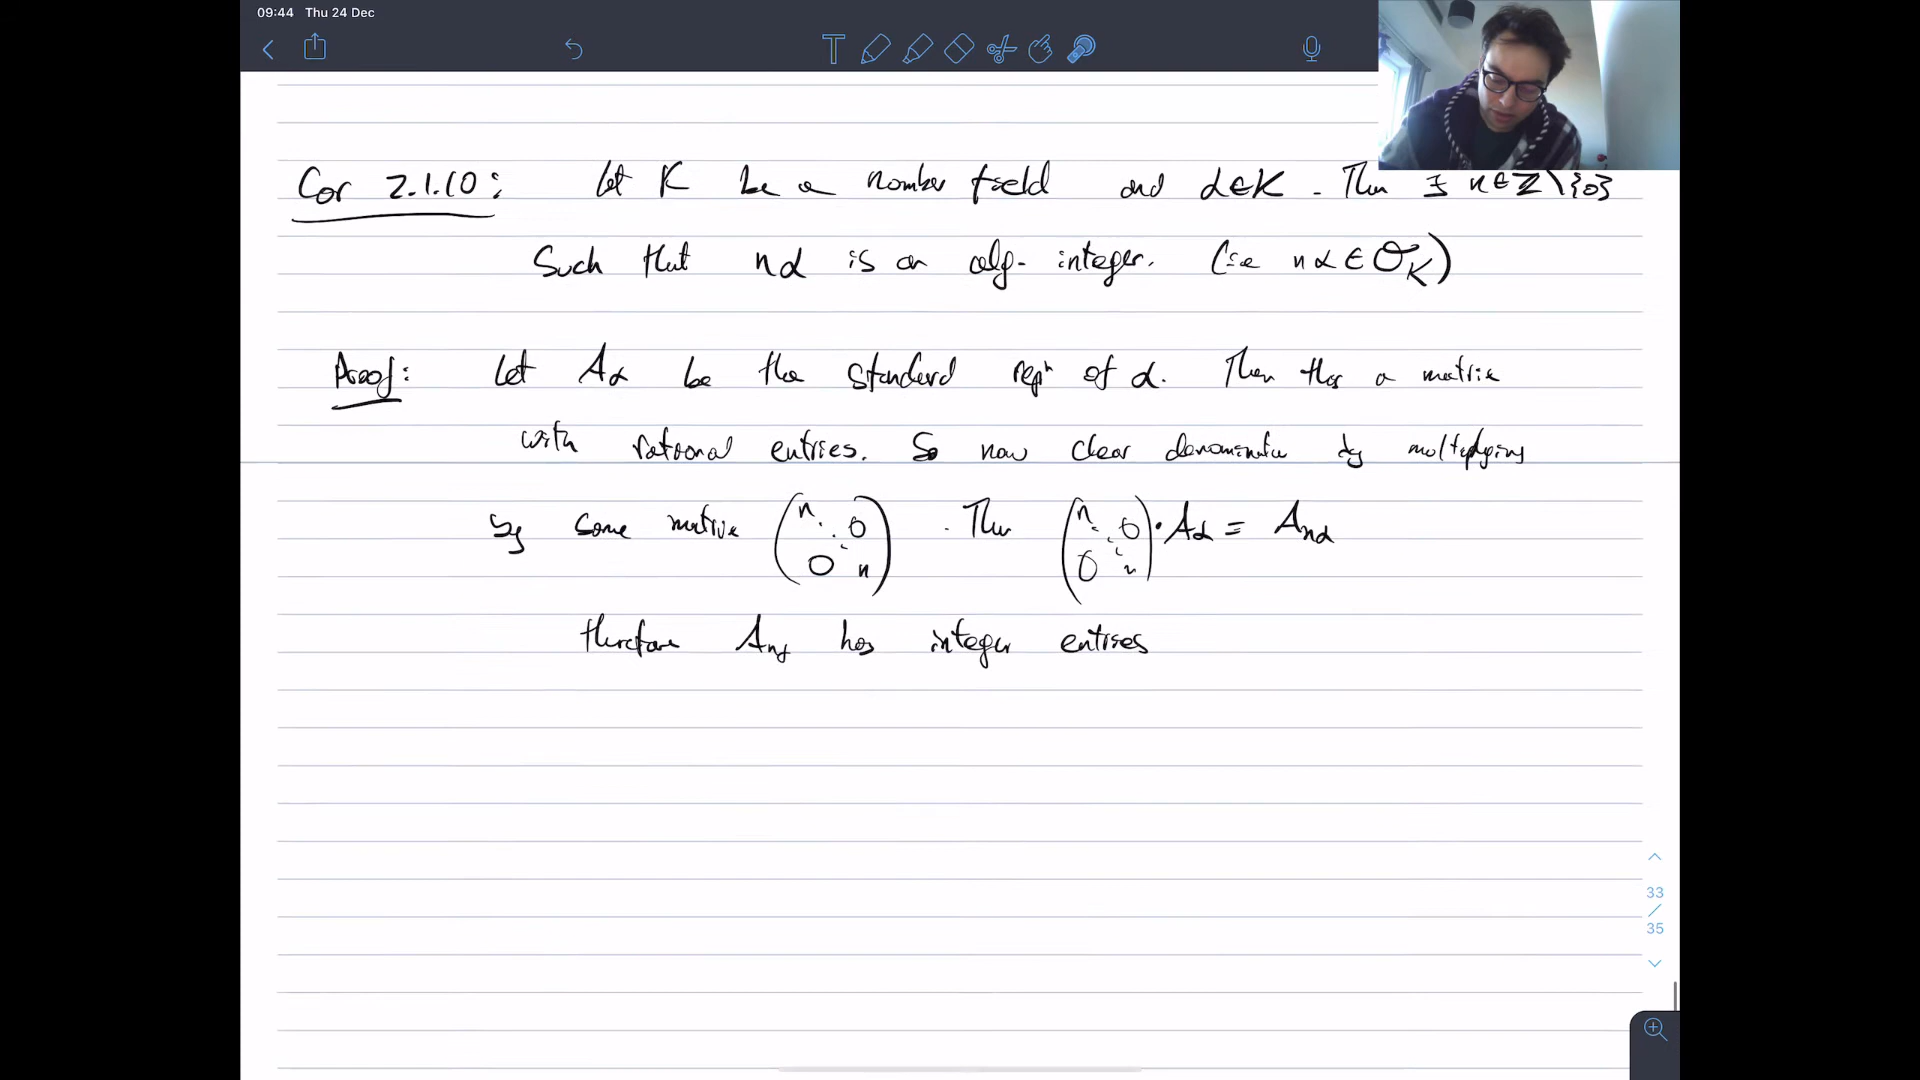 09:44 Thu 24 Dec
Cor 2.1.10: Let K be a number field and α∈K. Then ∃ n∈ℤ\{0}
Such that nα is an alg. integer. (i.e nα ∈ 𝒪_K)
Proof: Let A_α be the standard repⁿ of α. Then this a matrix
with rational entries. So now clear denominator by multiplying
by some matrix (n 0 0 n). Then (n 0 0 n) · A_α = A_nα
therefore A_nα has integer entries
33
/
35